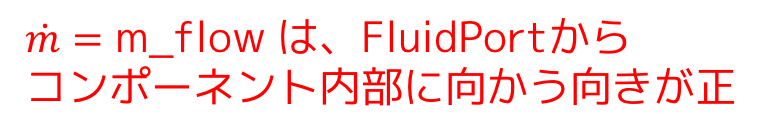 ṁ = m_flow は、FluidPortから
コンポーネント内部に向かう向きが正